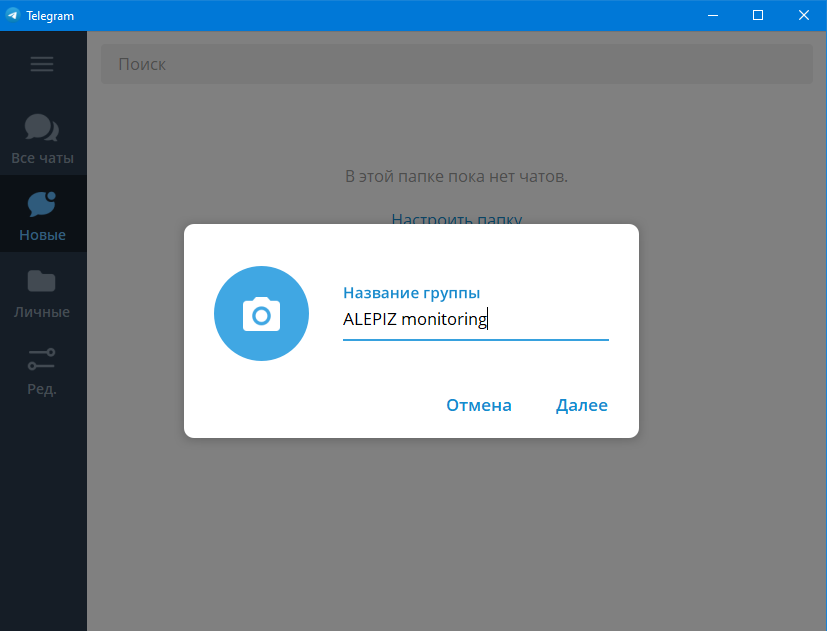 Telegram
Поиск
Все чаты
В этой папке пока нет чатов.
Новые
Настроить папку
Личные
Ред.
Название группы
ALEPIZ monitoring
Отмена
Далее